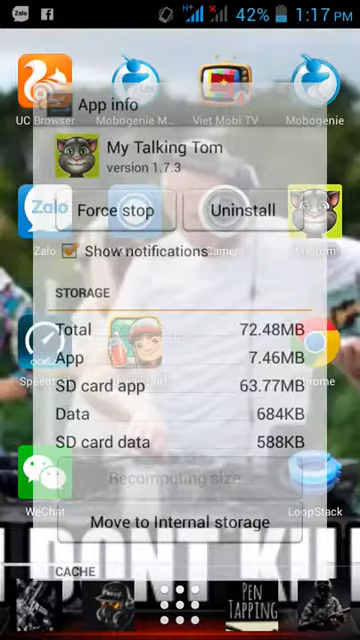 Zalo
H+
42%
1:17 PM
UC Browser
Mobogenie M...
Viet Mobi TV
Mobogenie
App info
My Talking Tom
version 1.7.3
Zalo
Force stop
Uninstall
Zalo
Show notifications
STORAGE
Total 72.48MB
App 7.46MB
SD card app 63.77MB
Data 684KB
SD card data 588KB
Recomputing size...
WeChat
Move to Internal storage
LoopStack
CACHE
PEN
TAPPING